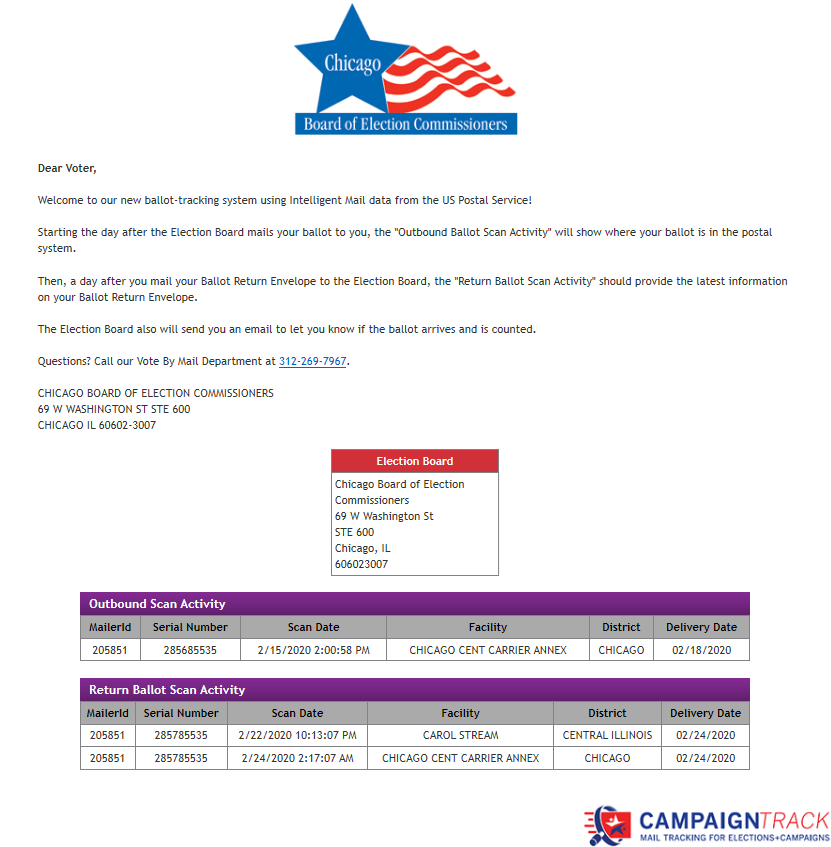 Chicago
Board of Election Commissioners
Dear Voter,
Welcome to our new ballot-tracking system using Intelligent Mail data from the US Postal Service!
Starting the day after the Election Board mails your ballot to you, the "Outbound Ballot Scan Activity" will show where your ballot is in the postal
system.
Then, a day after you mail your Ballot Return Envelope to the Election Board, the "Return Ballot Scan Activity" should provide the latest information
on your Ballot Return Envelope.
The Election Board also will send you an email to let you know if the ballot arrives and is counted.
Questions? Call our Vote By Mail Department at 312-269-7967.
CHICAGO BOARD OF ELECTION COMMISSIONERS
69 W WASHINGTON ST STE 600
CHICAGO IL 60602-3007
Election Board
Chicago Board of Election
Commissioners
69 W Washington St
STE 600
Chicago, IL
606023007
Outbound Scan Activity
MailerId Serial Number Scan Date Facility District Delivery Date
205851 285685535 2/15/2020 2:00:58 PM CHICAGO CENT CARRIER ANNEX CHICAGO 02/18/2020
Return Ballot Scan Activity
MailerId Serial Number Scan Date Facility District Delivery Date
205851 285785535 2/22/2020 10:13:07 PM CAROL STREAM CENTRAL ILLINOIS 02/24/2020
205851 285785535 2/24/2020 2:17:07 AM CHICAGO CENT CARRIER ANNEX CHICAGO 02/24/2020
CAMPAIGNTRACK
MAIL TRACKING FOR ELECTIONS+CAMPAIGNS